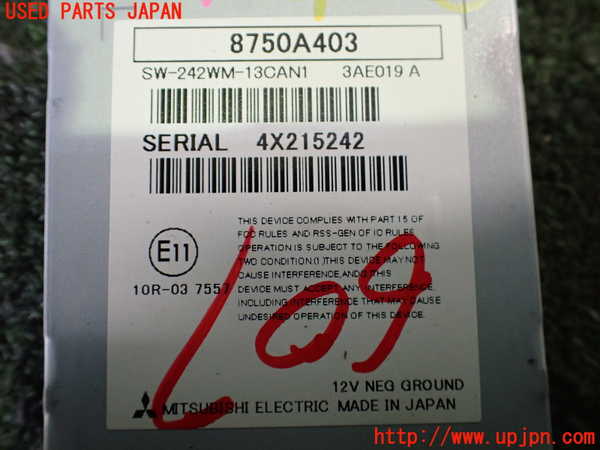 USED PARTS JAPAN
8750A403
SW-242WM-13CAN1 3AE019 A
SERIAL 4X215242
THIS DEVICE COMPLIES WITH PART 15 OF
FCC RULES AND RSS-GEN OF IC RULES
OPERATION IS SUBJECT TO THE FOLLOWING
TWO CONDITION:(1)THIS DEVICE MAY NOT
CAUSE INTERFERENCE,AND THIS
DEVICE MUST ACCEPT ANY INTERFERENCE,
INCLUDING INTERFERENCE THAT MAY CAUSE
UNDESIRED OPERATION OF THIS DEVICE.
E11
10R-03 7557
109
12V NEG GROUND
MITSUBISHI ELECTRIC MADE IN JAPAN
http://www.upjpn.com/